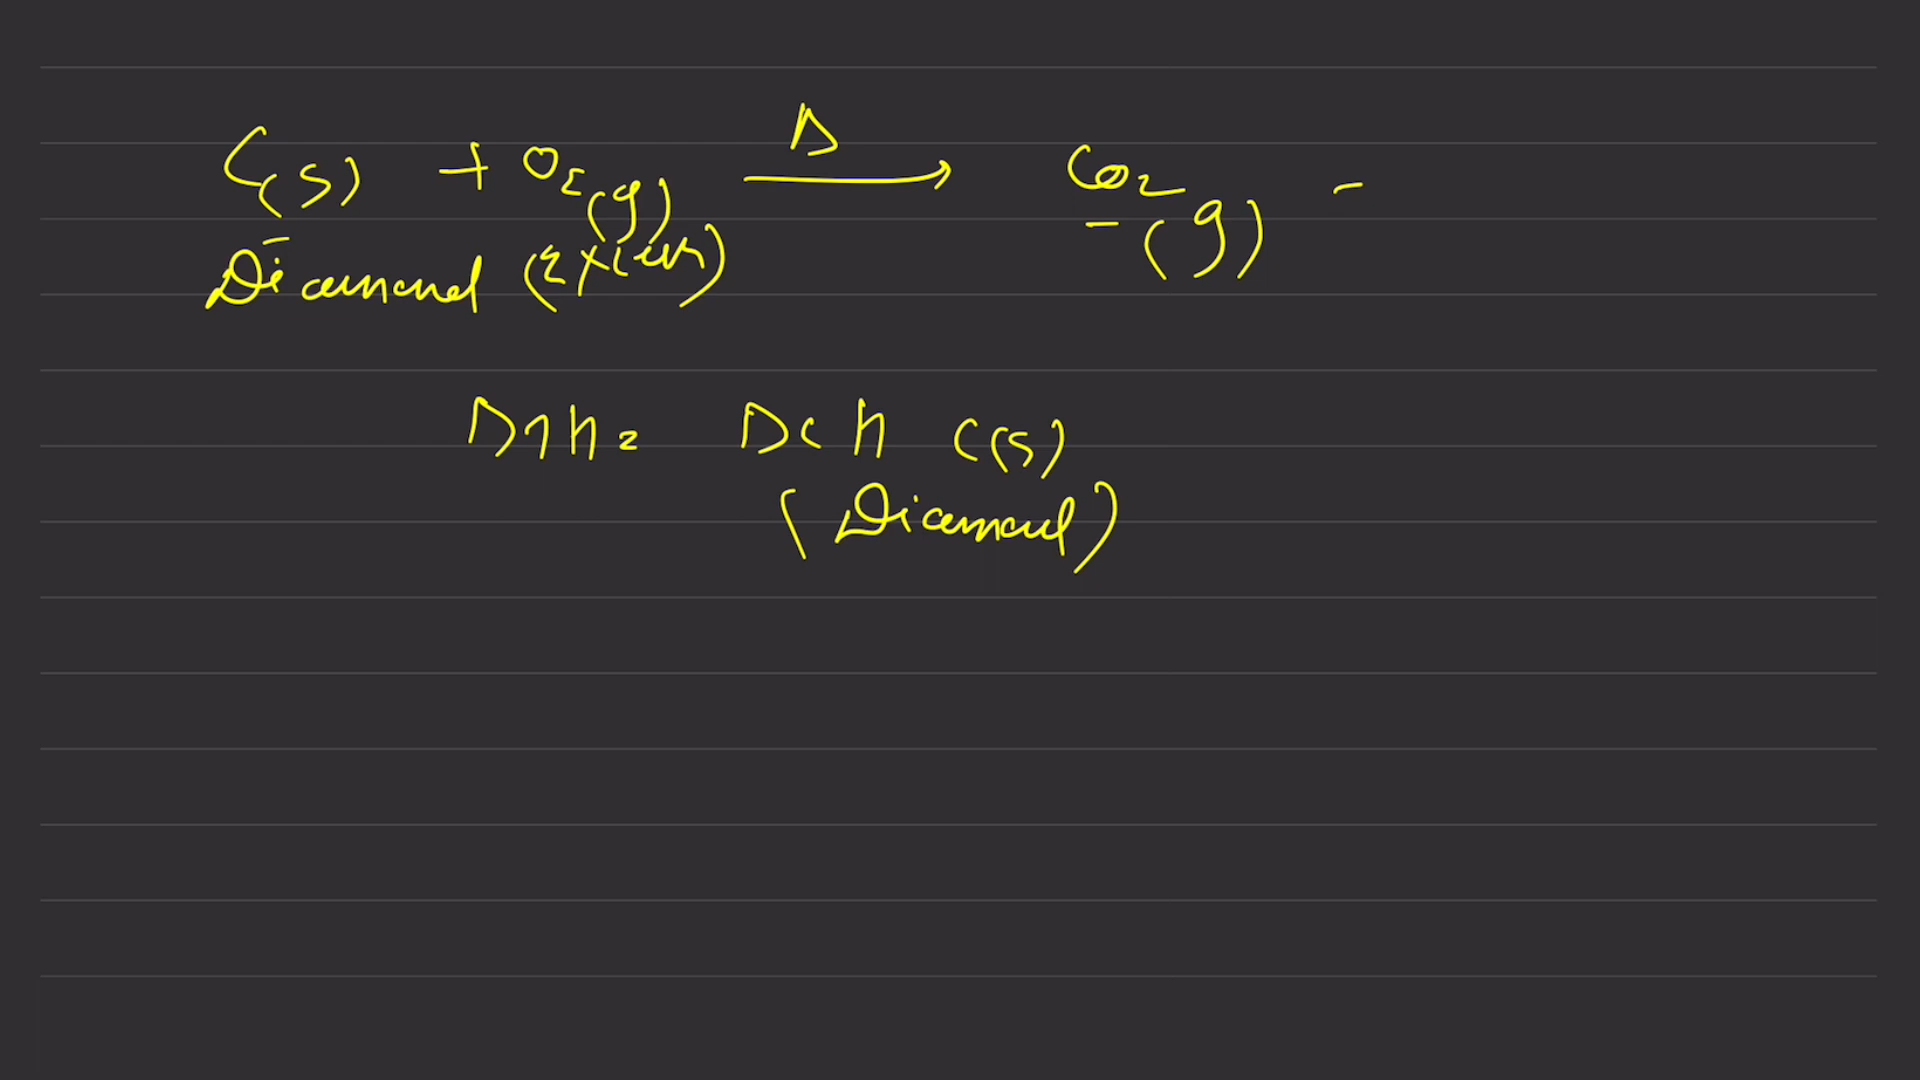 C(s) + O2(g) Δ→ CO2(g) -
Diamond (Excess)
ΔrH = ΔcH C(s)
(Diamond)